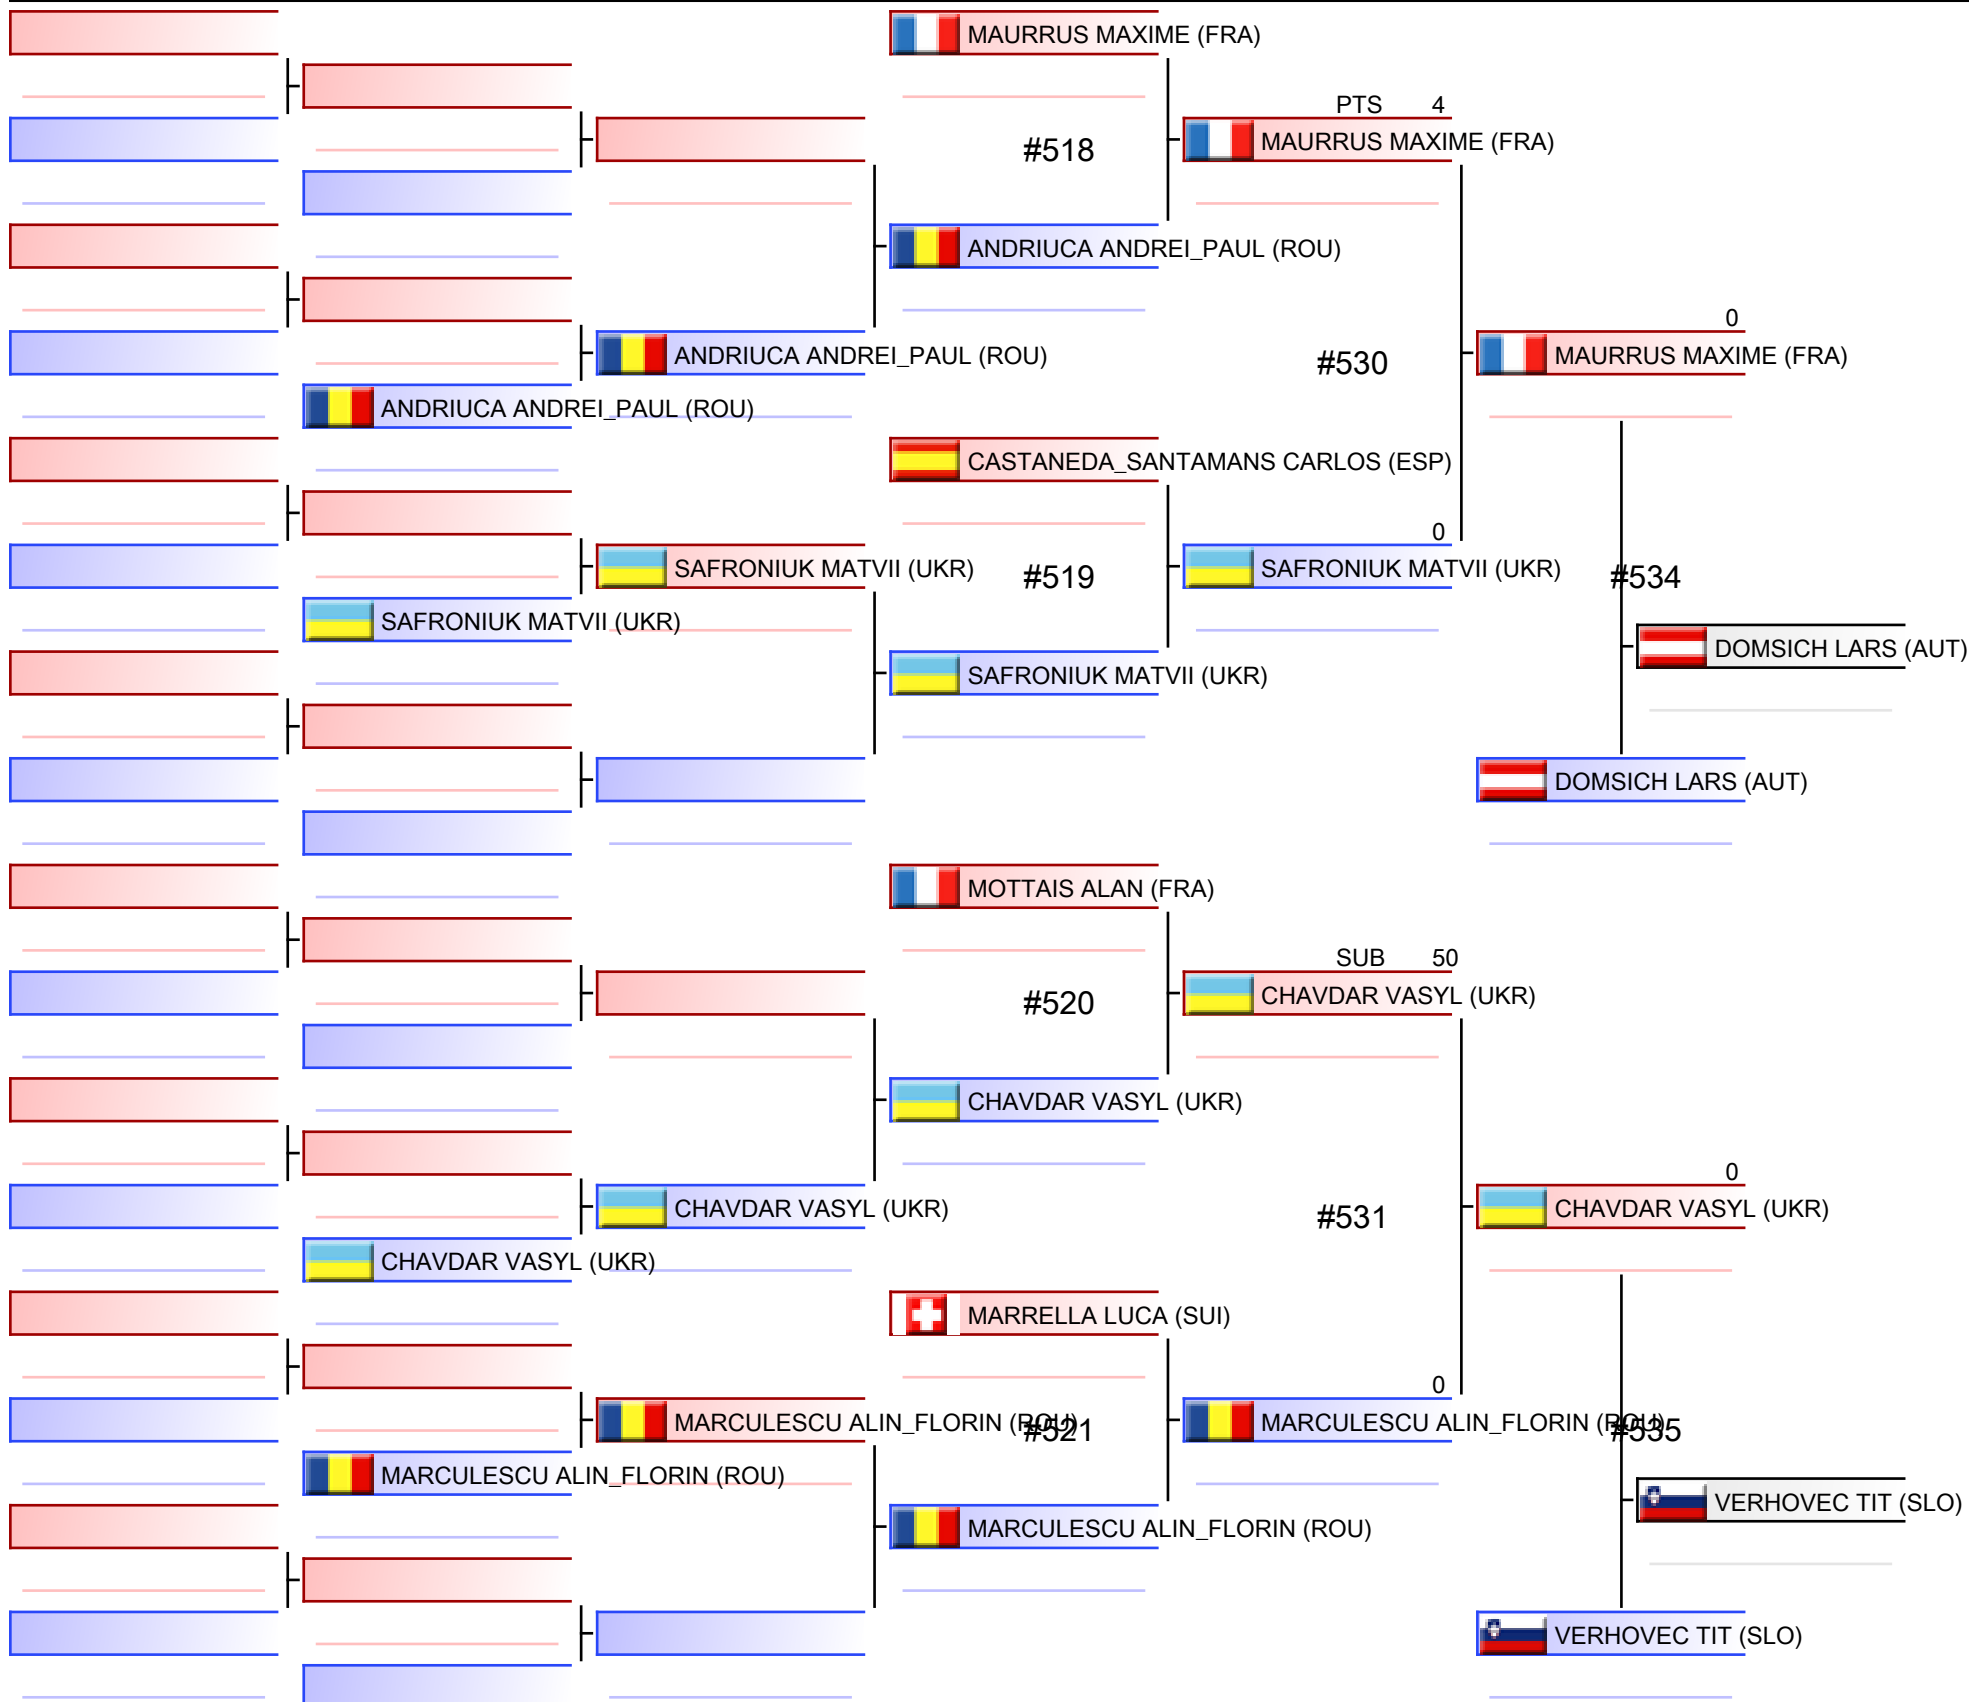 MAURRUS MAXIME (FRA)
PTS 4
#518
MAURRUS MAXIME (FRA)
ANDRIUCA ANDREI_PAUL (ROU)
0
ANDRIUCA ANDREI_PAUL (ROU)
#530
MAURRUS MAXIME (FRA)
ANDRIUCA ANDREI_PAUL (ROU)
CASTANEDA_SANTAMANS CARLOS (ESP)
0
SAFRONIUK MATVII (UKR)
#519
SAFRONIUK MATVII (UKR)
#534
SAFRONIUK MATVII (UKR)
DOMSICH LARS (AUT)
SAFRONIUK MATVII (UKR)
DOMSICH LARS (AUT)
MOTTAIS ALAN (FRA)
SUB 50
#520
CHAVDAR VASYL (UKR)
CHAVDAR VASYL (UKR)
0
CHAVDAR VASYL (UKR)
#531
CHAVDAR VASYL (UKR)
CHAVDAR VASYL (UKR)
MARRELLA LUCA (SUI)
0
MARCULESCU ALIN_FLORIN (ROU)
#521
MARCULESCU ALIN_FLORIN (ROU)
#535
MARCULESCU ALIN_FLORIN (ROU)
VERHOVEC TIT (SLO)
MARCULESCU ALIN_FLORIN (ROU)
VERHOVEC TIT (SLO)